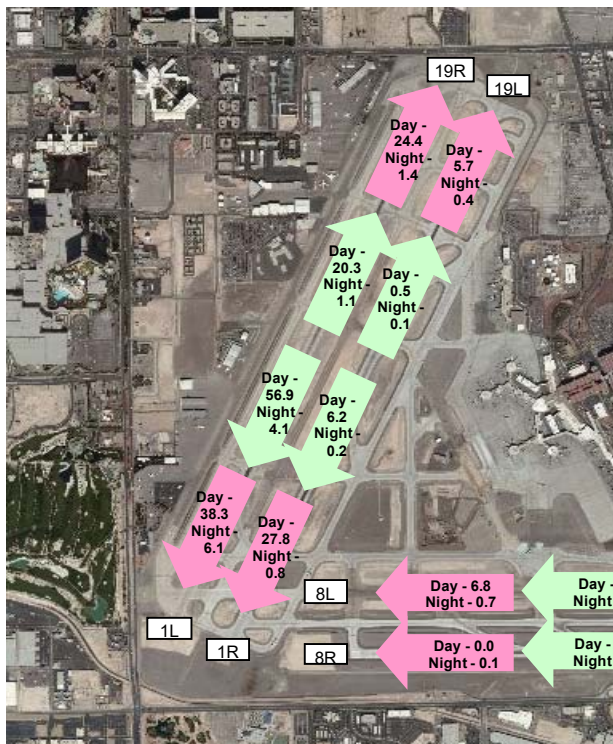 19R
19L
Day -
24.4
Night -
1.4
Day -
5.7
Night -
0.4
Day -
20.3
Night -
1.1
Day -
0.5
Night -
0.1
Day -
56.9
Night -
4.1
Day -
6.2
Night -
0.2
Day -
38.3
Night -
6.1
Day -
27.8
Night -
0.8
8L
Day - 6.8
Night - 0.7
Day -
Night
1L
1R
8R
Day - 0.0
Night - 0.1
Day -
Night